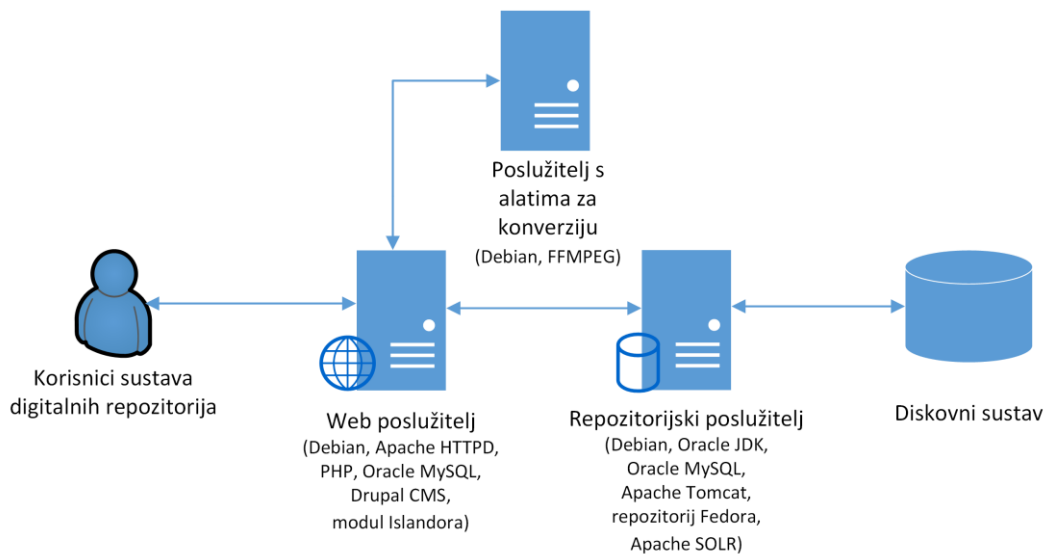 Poslužitelj s
alatima za
konverziju
(Debian, FFMPEG)
Korisnici sustava
digitalnih repozitorija
Web poslužitelj
(Debian, Apache HTTPD,
PHP, Oracle MySQL,
Drupal CMS,
modul Islandora)
Repozitorijski poslužitelj
(Debian, Oracle JDK,
Oracle MySQL,
Apache Tomcat,
repozitorij Fedora,
Apache SOLR)
Diskovni sustav